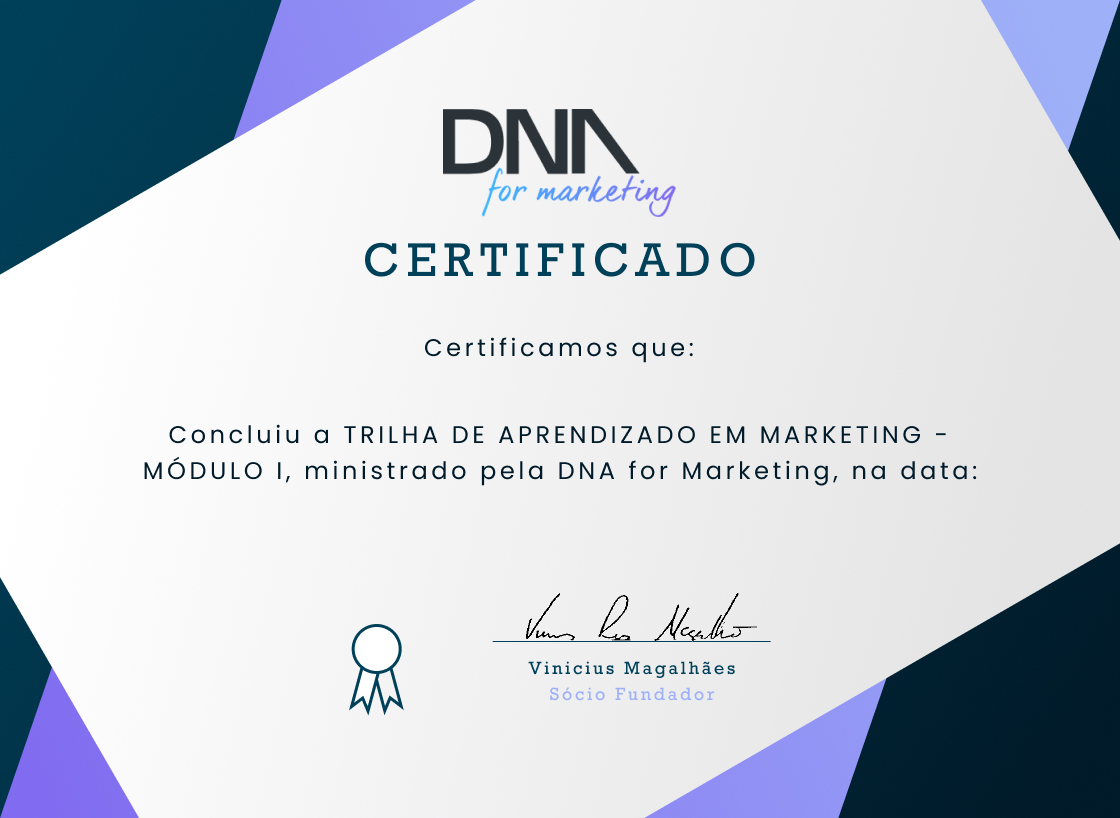 DNA
for marketing
CERTIFICADO
Certificamos que:
Concluiu a TRILHA DE APRENDIZADO EM MARKETING -
MÓDULO I, ministrado pela DNA for Marketing, na data:
Vinicius Magalhães
Sócio Fundador